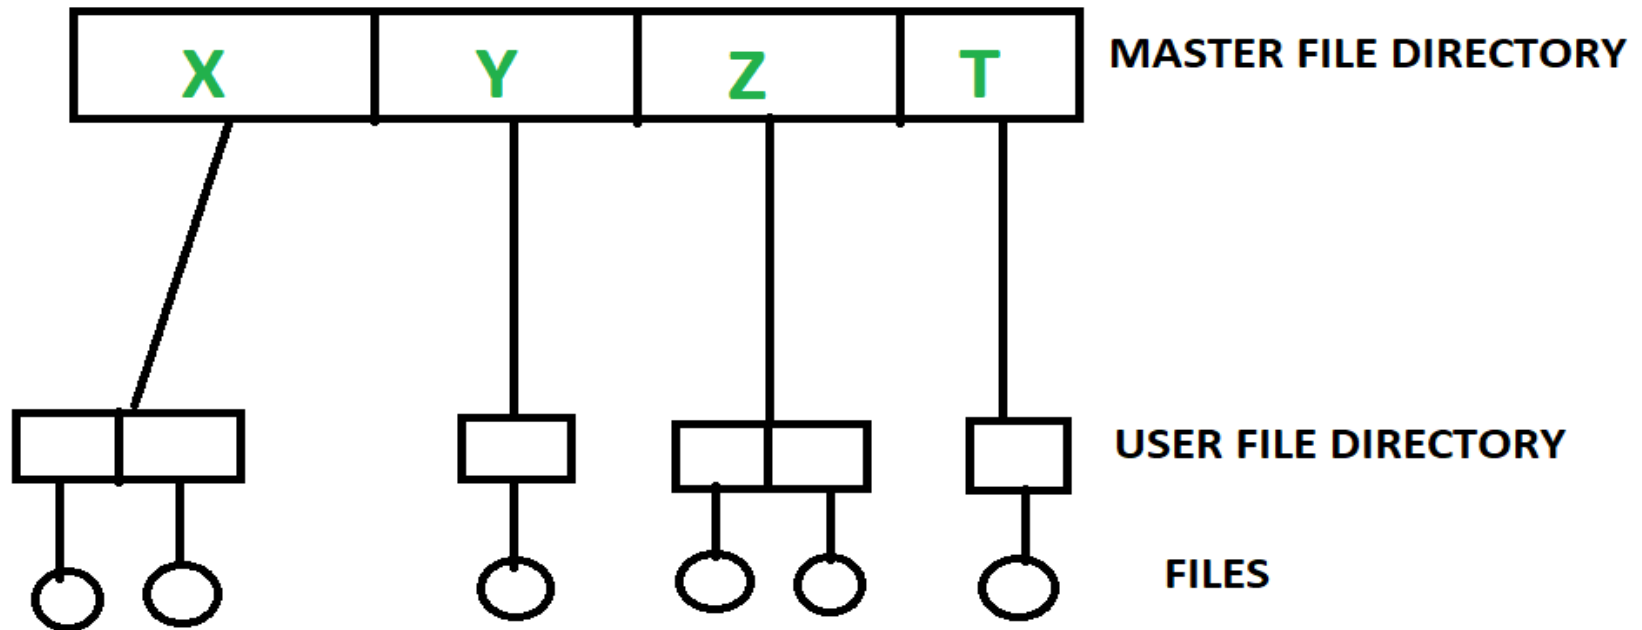 X Y Z T MASTER FILE DIRECTORY
USER FILE DIRECTORY
FILES